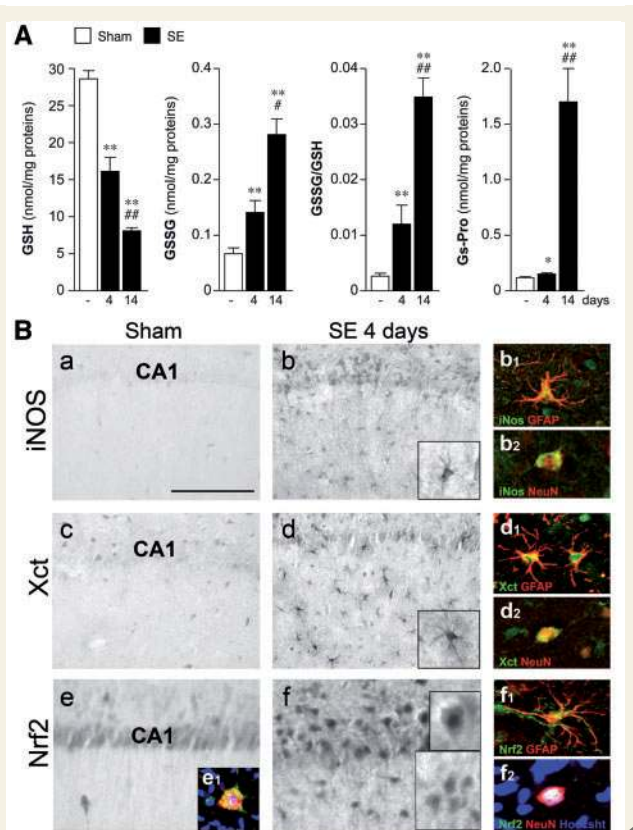 A
Sham SE
GSH (nmol/mg proteins)
30
25
20
15
10
5
0
- 4 14
** 
**
##
GSSG (nmol/mg proteins)
0.4
0.3
0.2
0.1
0
- 4 14
**
**
#
GSSG/GSH
0.04
0.03
0.02
0.01
0
- 4 14
**
**
##
Gs-Pro (nmol/mg proteins)
2.0
1.5
1.0
0.2
0.0
- 4 14 days
*
**
##
B
Sham SE 4 days
iNOS
a CA1
b
b1
iNos GFAP
b2
iNos NeuN
Xct
c CA1
d
d1
Xct GFAP
d2
Xct NeuN
Nrf2
e CA1
e1
f
f1
Nrf2 GFAP
f2
Nrf2 NeuN Hoechsht